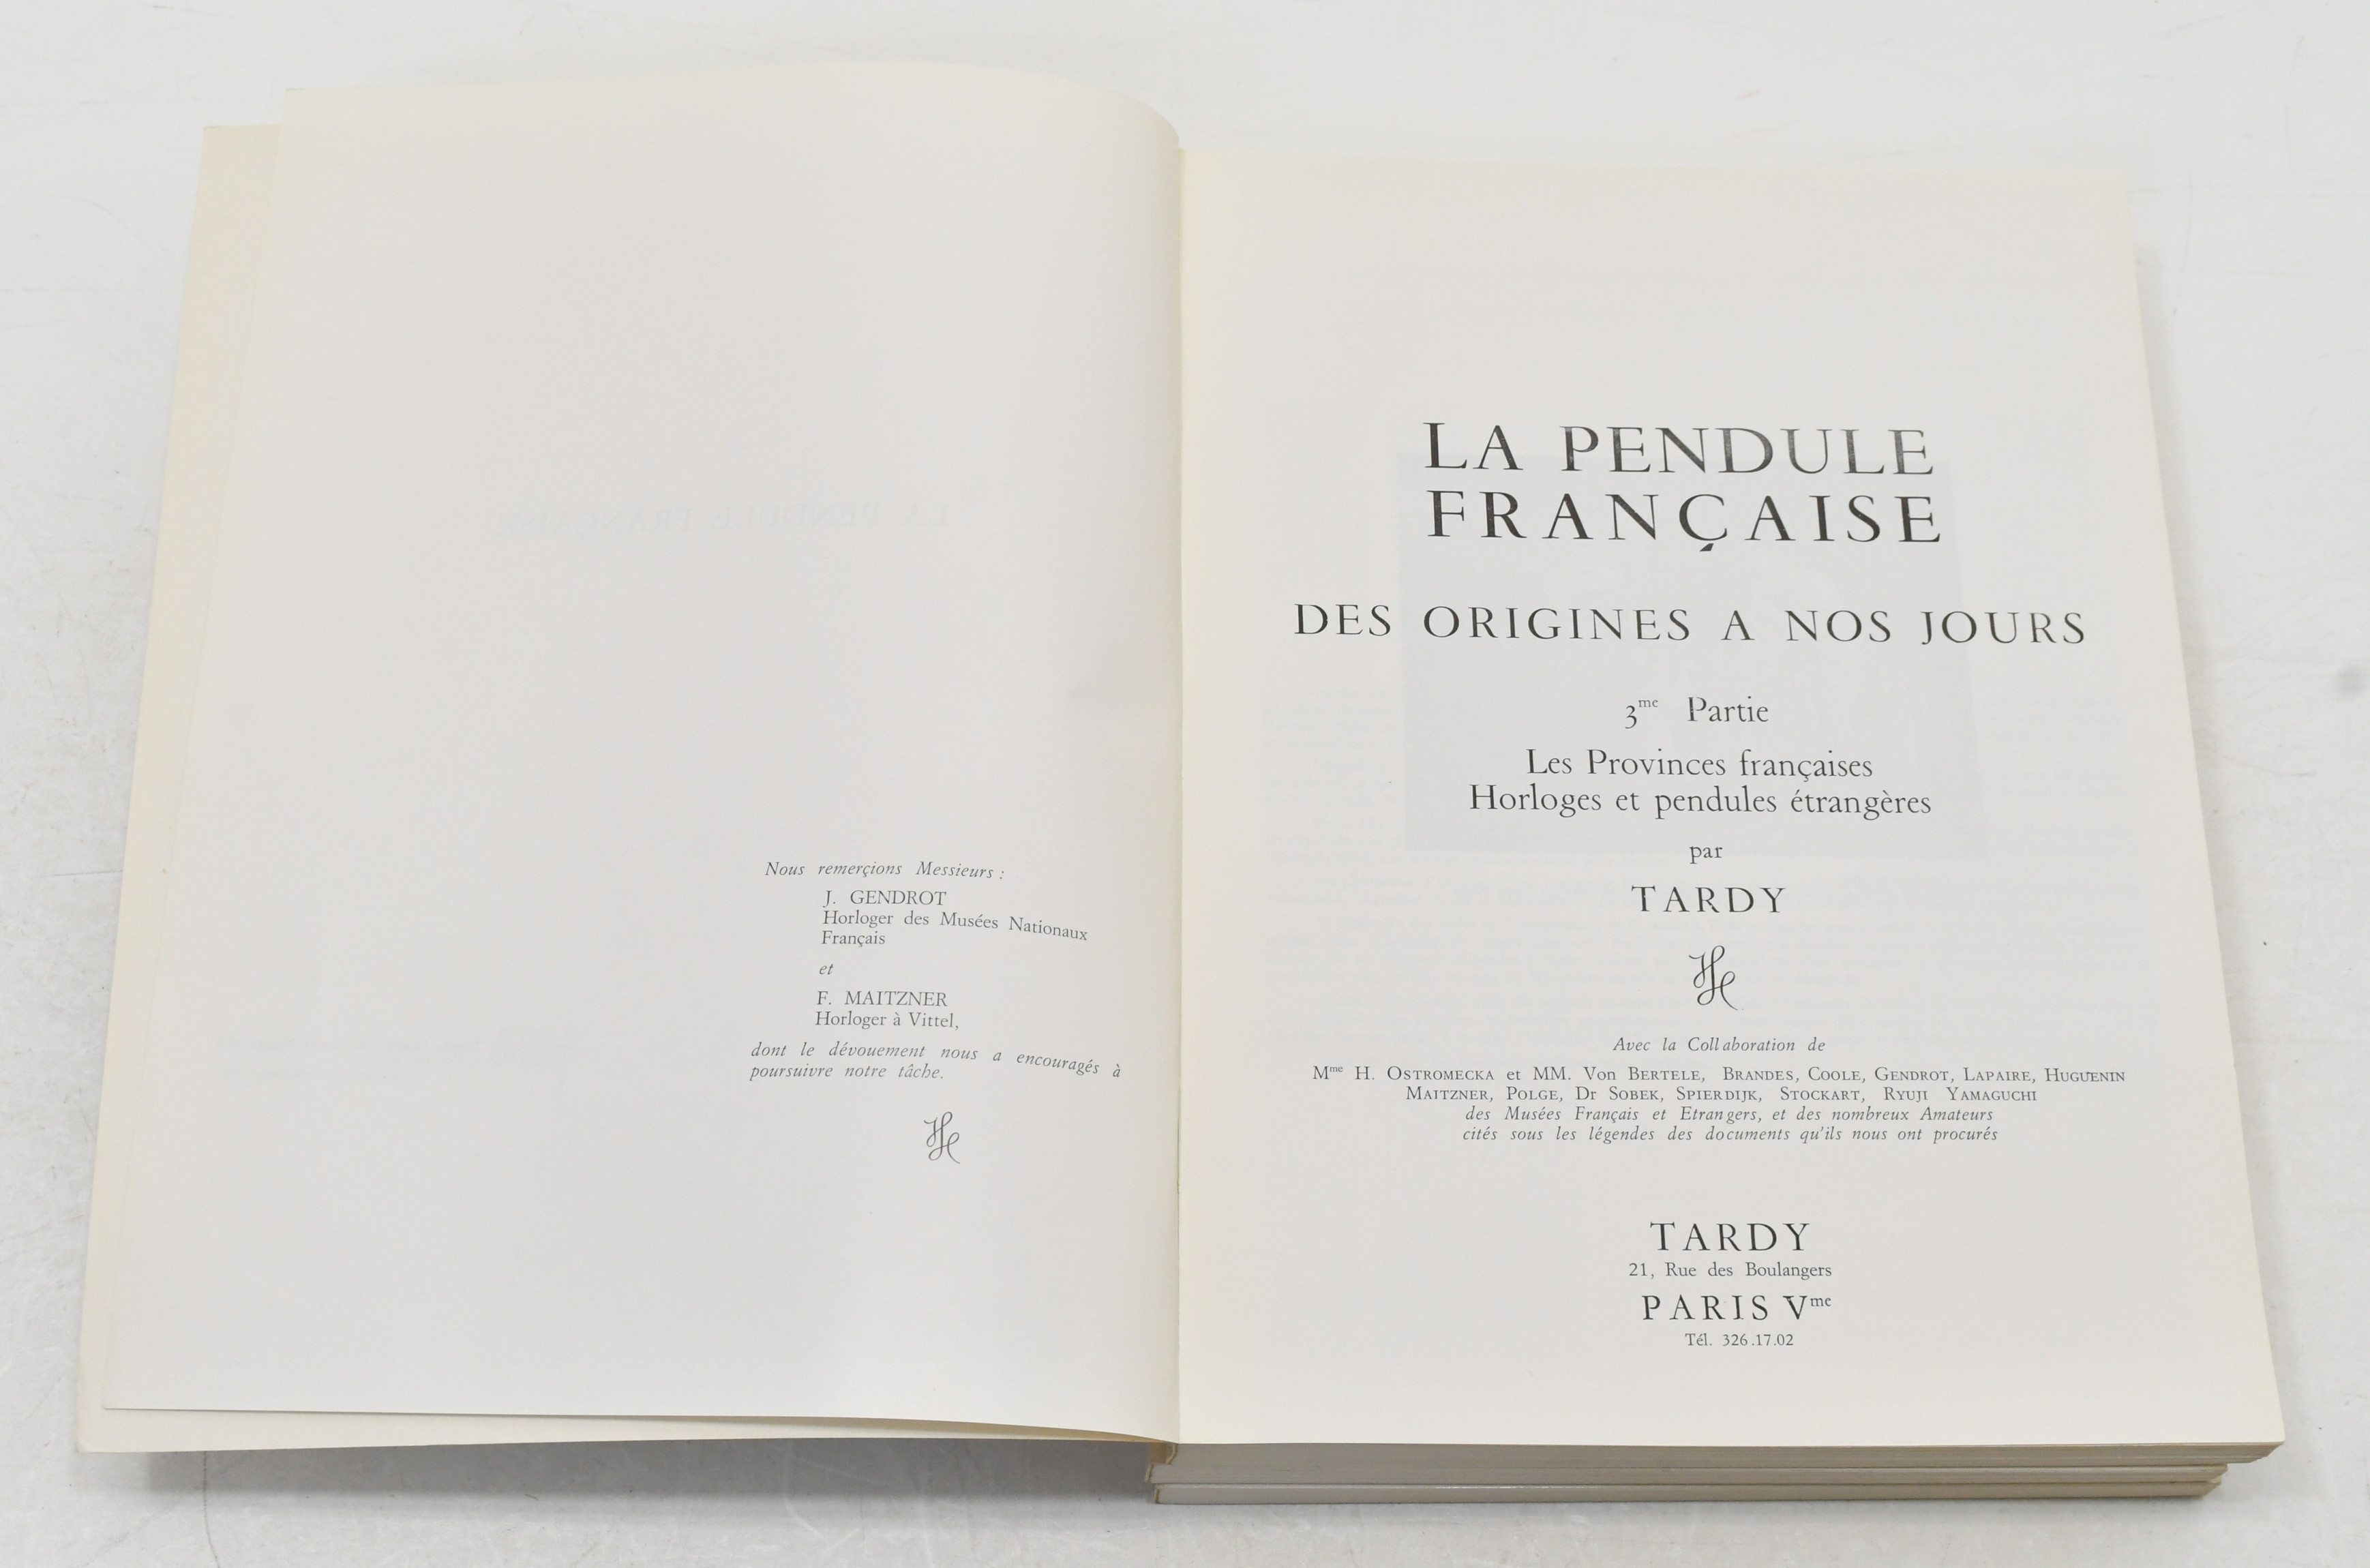 Nous remerçions Messieurs :
J. GENDROT
Horloger des Musées Nationaux
Français
et
F. MAITZNER
Horloger à Vittel,
dont le dévouement nous a encouragés à
poursuivre notre tâche.
LA PENDULE
FRANÇAISE
DES ORIGINES A NOS JOURS
3me Partie
Les Provinces françaises
Horloges et pendules étrangères
par
TARDY
Avec la Collaboration de
Mme H. OSTROMECKA et MM. Von BERTELE, BRANDES, COOLE, GENDROT, LAPAIRE, HUGUENIN
MAITZNER, POLGE, Dr SOBEK, SPIERDIJK, STOCKART, RYUJI YAMAGUCHI
des Musées Français et Etrangers, et des nombreux Amateurs
cités sous les légendes des documents qu'ils nous ont procurés
TARDY
21, Rue des Boulangers
PARIS Vme
Tél. 326.17.02